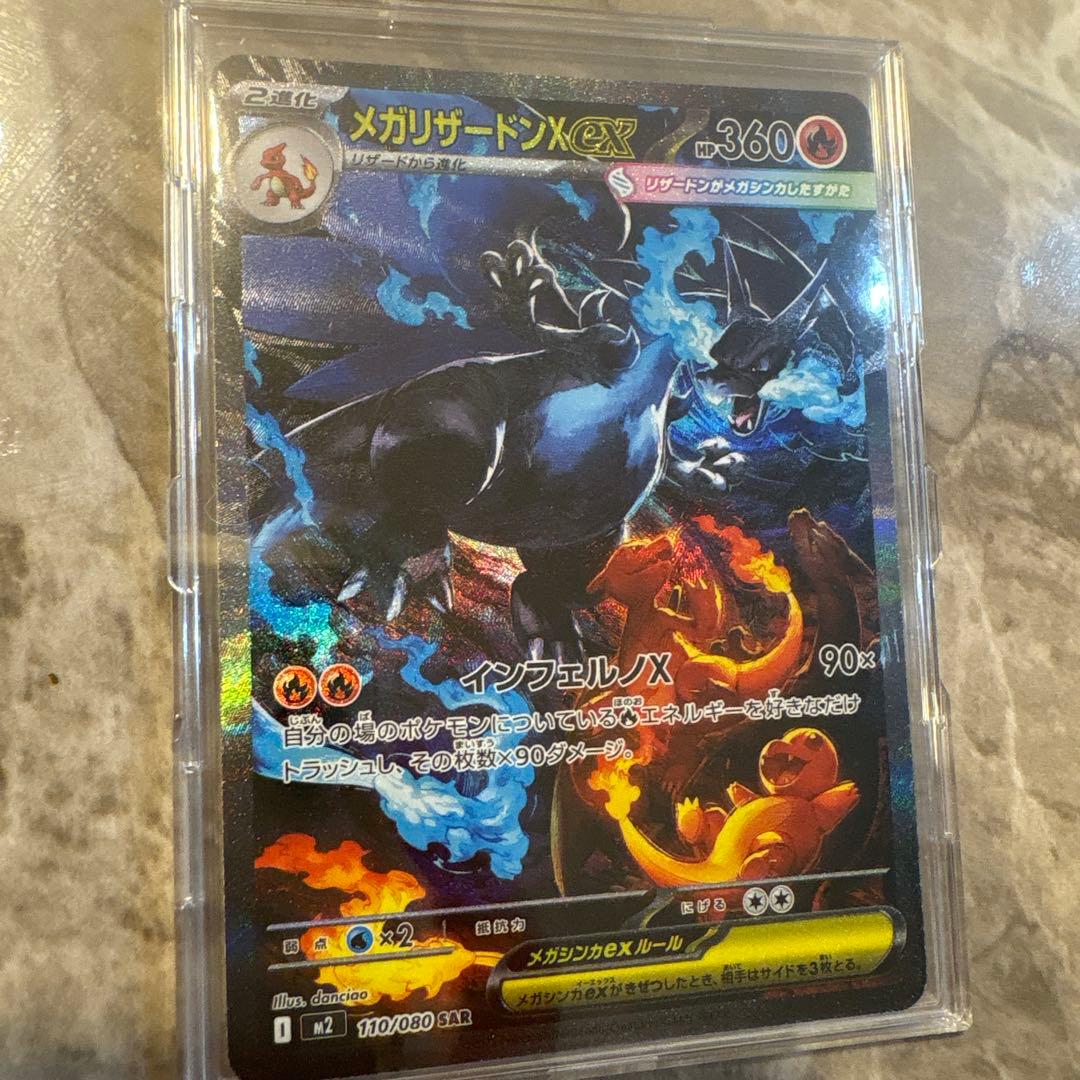 2進化
メガリザードンXex
HP360
リザードから進化
リザードンがメガシンカしたすがた
インフェルノX 90×
自分の場のポケモンについているエネルギーを好きなだけ
トラッシュし、その枚数×90ダメージ。
弱点 ×2 抵抗力 にげる
メガシンカexルール
メガシンカexがきぜつしたとき、相手はサイドを3枚とる。
Illus. danciao
I M2 110/080 SAR